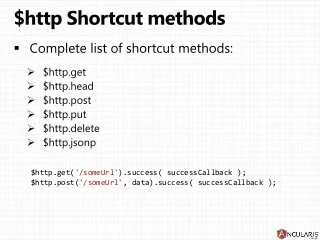 $http Shortcut methods
▪ Complete list of shortcut methods:
➢ $http.get
➢ $http.head
➢ $http.post
➢ $http.put
➢ $http.delete
➢ $http.jsonp
$http.get('/someUrl').success( successCallback );
$http.post('/someUrl', data).success( successCallback );
ANGULARJS